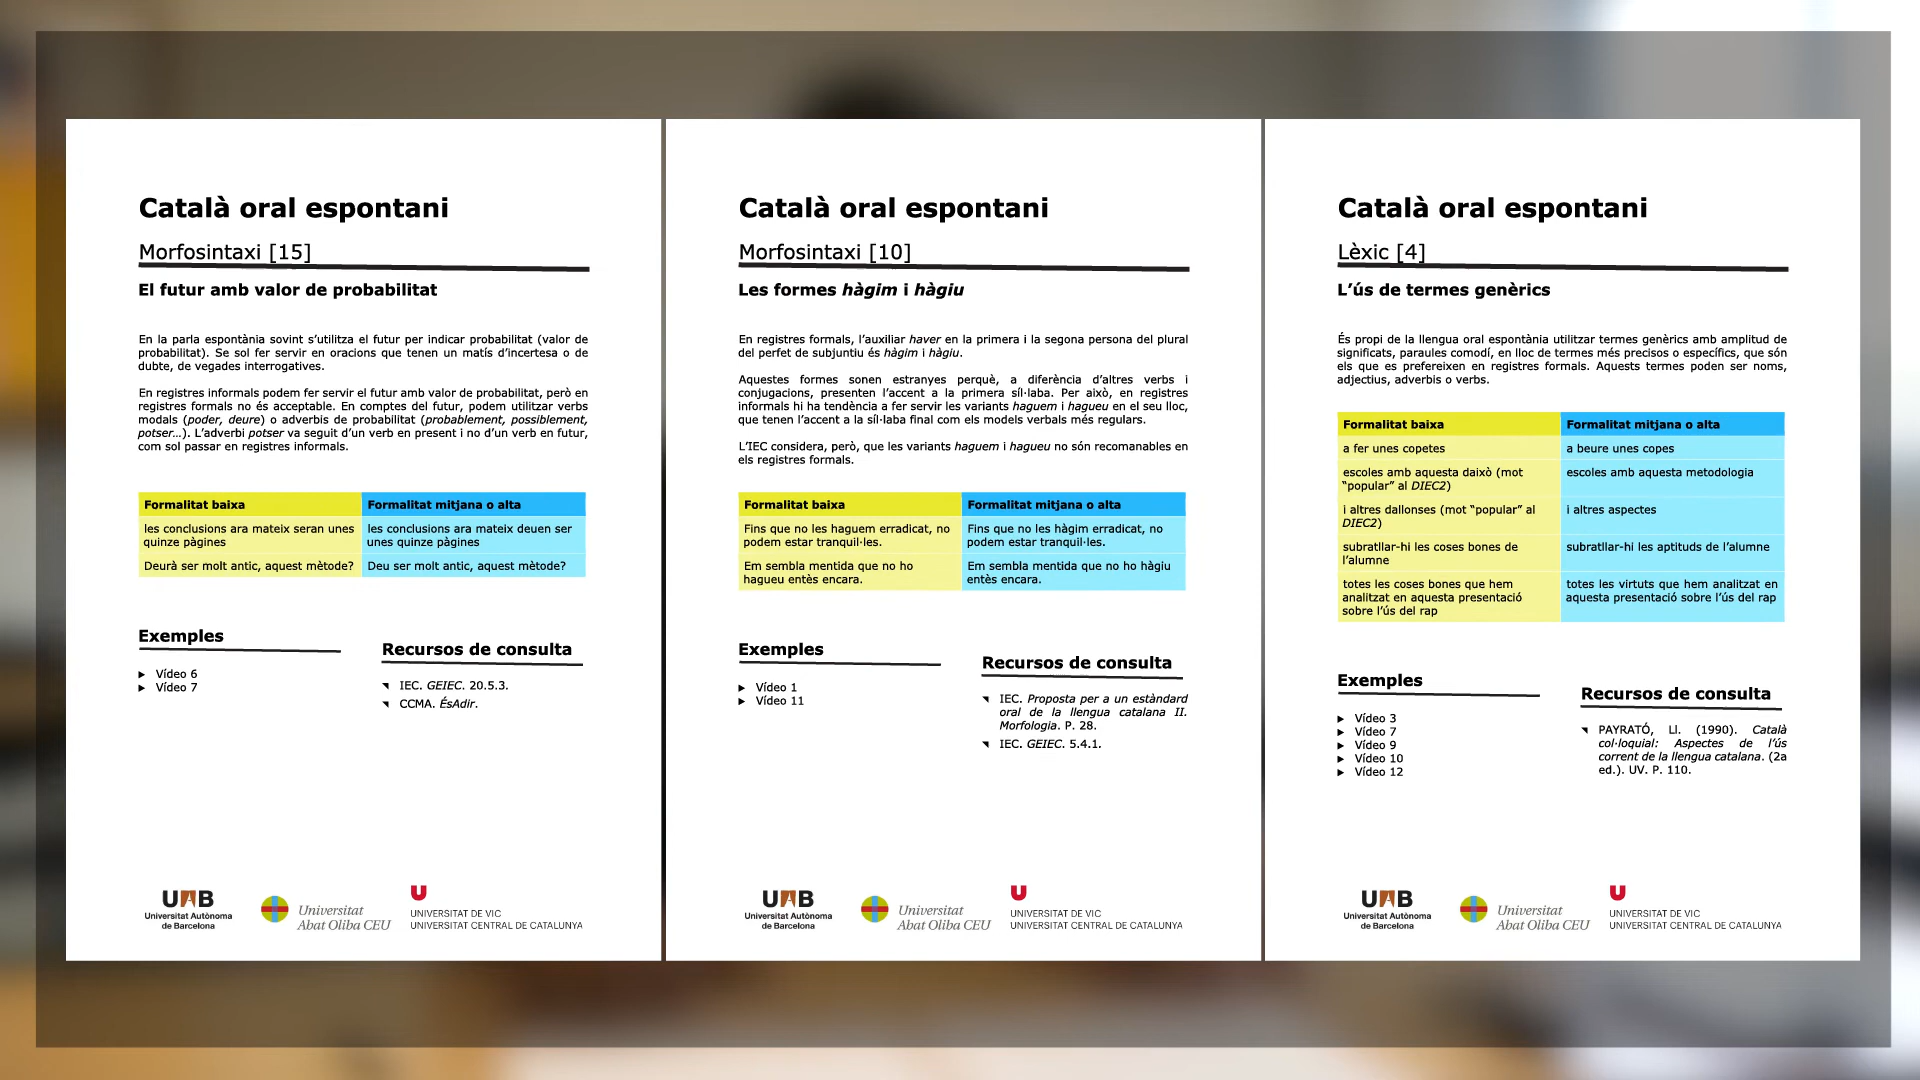 Català oral espontani
Morfosintaxi [15]
El futur amb valor de probabilitat
En la parla espontània sovint s’utilitza el futur per indicar probabilitat (valor de
probabilitat). Se sol fer servir en oracions que tenen un matís d’incertesa o de
dubte, de vegades interrogatives.
En registres informals podem fer servir el futur amb valor de probabilitat, però en
registres formals no és acceptable. En comptes del futur, podem utilitzar verbs
modals (poder, deure) o adverbis de probabilitat (probablement, possiblement,
potser…). L’adverbi potser va seguit d’un verb en present i no d’un verb en futur,
com sol passar en registres informals.
Formalitat baixa
Formalitat mitjana o alta
les conclusions ara mateix seran unes
quinze pàgines
les conclusions ara mateix deuen ser
unes quinze pàgines
Deurà ser molt antic, aquest mètode?
Deu ser molt antic, aquest mètode?
Exemples
Vídeo 6
Vídeo 7
Recursos de consulta
IEC. GEIEC. 20.5.3.
CCMA. ÉsAdir.
UAB
Universitat Autònoma
de Barcelona
Universitat
Abat Oliba CEU
U
UNIVERSITAT DE VIC
UNIVERSITAT CENTRAL DE CATALUNYA
Català oral espontani
Morfosintaxi [10]
Les formes hàgim i hàgiu
En registres formals, l’auxiliar haver en la primera i la segona persona del plural
del perfet de subjuntiu és hàgim i hàgiu.
Aquestes formes sonen estranyes perquè, a diferència d’altres verbs i
conjugacions, presenten l’accent a la primera síl·laba. Per això, en registres
informals hi ha tendència a fer servir les variants haguem i hagueu en el seu lloc,
que tenen l’accent a la síl·laba final com els models verbals més regulars.
L’IEC considera, però, que les variants haguem i hagueu no són recomanables en
els registres formals.
Formalitat baixa
Formalitat mitjana o alta
Fins que no les haguem erradicat, no
podem estar tranquil·les.
Fins que no les hàgim erradicat, no
podem estar tranquil·les.
Em sembla mentida que no ho
hagueu entès encara.
Em sembla mentida que no ho hàgiu
entès encara.
Exemples
Vídeo 1
Vídeo 11
Recursos de consulta
IEC. Proposta per a un estàndard
oral de la llengua catalana II.
Morfologia. P. 28.
IEC. GEIEC. 5.4.1.
UAB
Universitat Autònoma
de Barcelona
Universitat
Abat Oliba CEU
U
UNIVERSITAT DE VIC
UNIVERSITAT CENTRAL DE CATALUNYA
Català oral espontani
Lèxic [4]
L’ús de termes genèrics
És propi de la llengua oral espontània utilitzar termes genèrics amb amplitud de
significats, paraules comodí, en lloc de termes més precisos o específics, que són
els que es prefereixen en registres formals. Aquests termes poden ser noms,
adjectius, adverbis o verbs.
Formalitat baixa
Formalitat mitjana o alta
a fer unes copetes
a beure unes copes
escoles amb aquesta daixò (mot
“popular” al DIEC2)
escoles amb aquesta metodologia
i altres dallonses (mot “popular” al
DIEC2)
i altres aspectes
subratllar-hi les coses bones de
l’alumne
subratllar-hi les aptituds de l’alumne
totes les coses bones que hem
analitzat en aquesta presentació
sobre l’ús del rap
totes les virtuts que hem analitzat en
aquesta presentació sobre l’ús del rap
Exemples
Vídeo 3
Vídeo 7
Vídeo 9
Vídeo 10
Vídeo 12
Recursos de consulta
PAYRATÓ, Ll. (1990). Català
col·loquial: Aspectes de l’ús
corrent de la llengua catalana. (2a
ed.). UV. P. 110.
UAB
Universitat Autònoma
de Barcelona
Universitat
Abat Oliba CEU
U
UNIVERSITAT DE VIC
UNIVERSITAT CENTRAL DE CATALUNYA